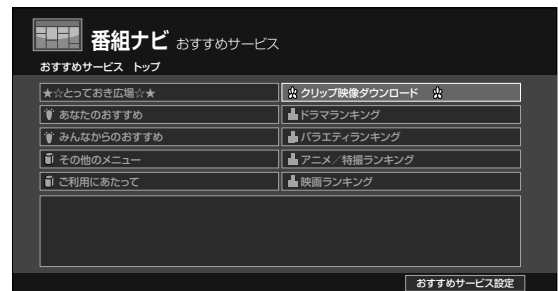 番組ナビ おすすめサービス
おすすめサービス トップ
★☆とっておき広場☆★
あなたのおすすめ
みんなからのおすすめ
その他のメニュー
ご利用にあたって
クリップ映像ダウンロード
ドラマランキング
バラエティランキング
アニメ／特撮ランキング
映画ランキング
おすすめサービス設定